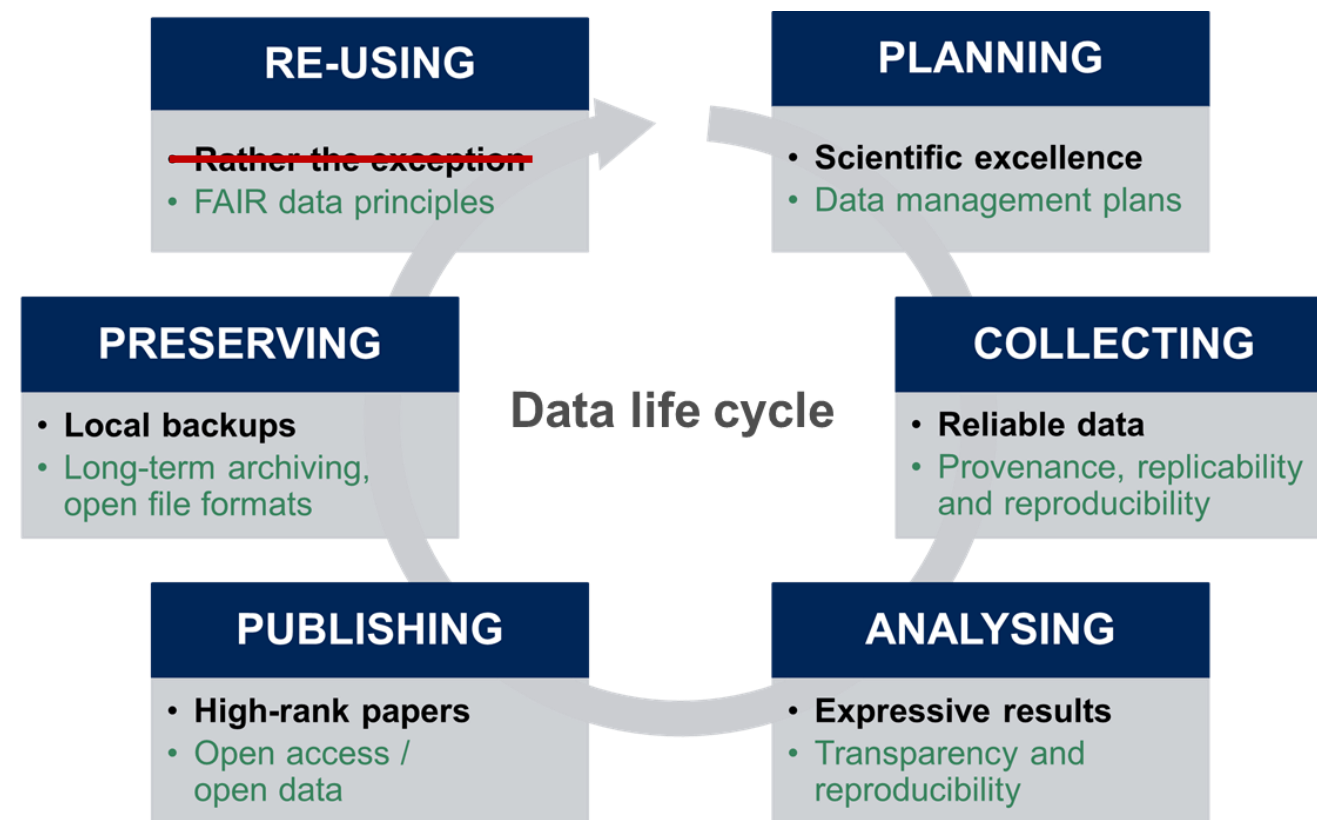 RE-USING
• Rather the exception
• FAIR data principles
PLANNING
• Scientific excellence
• Data management plans
PRESERVING
• Local backups
• Long-term archiving,
open file formats
Data life cycle
COLLECTING
• Reliable data
• Provenance, replicability
and reproducibility
PUBLISHING
• High-rank papers
• Open access /
open data
ANALYSING
• Expressive results
• Transparency and
reproducibility